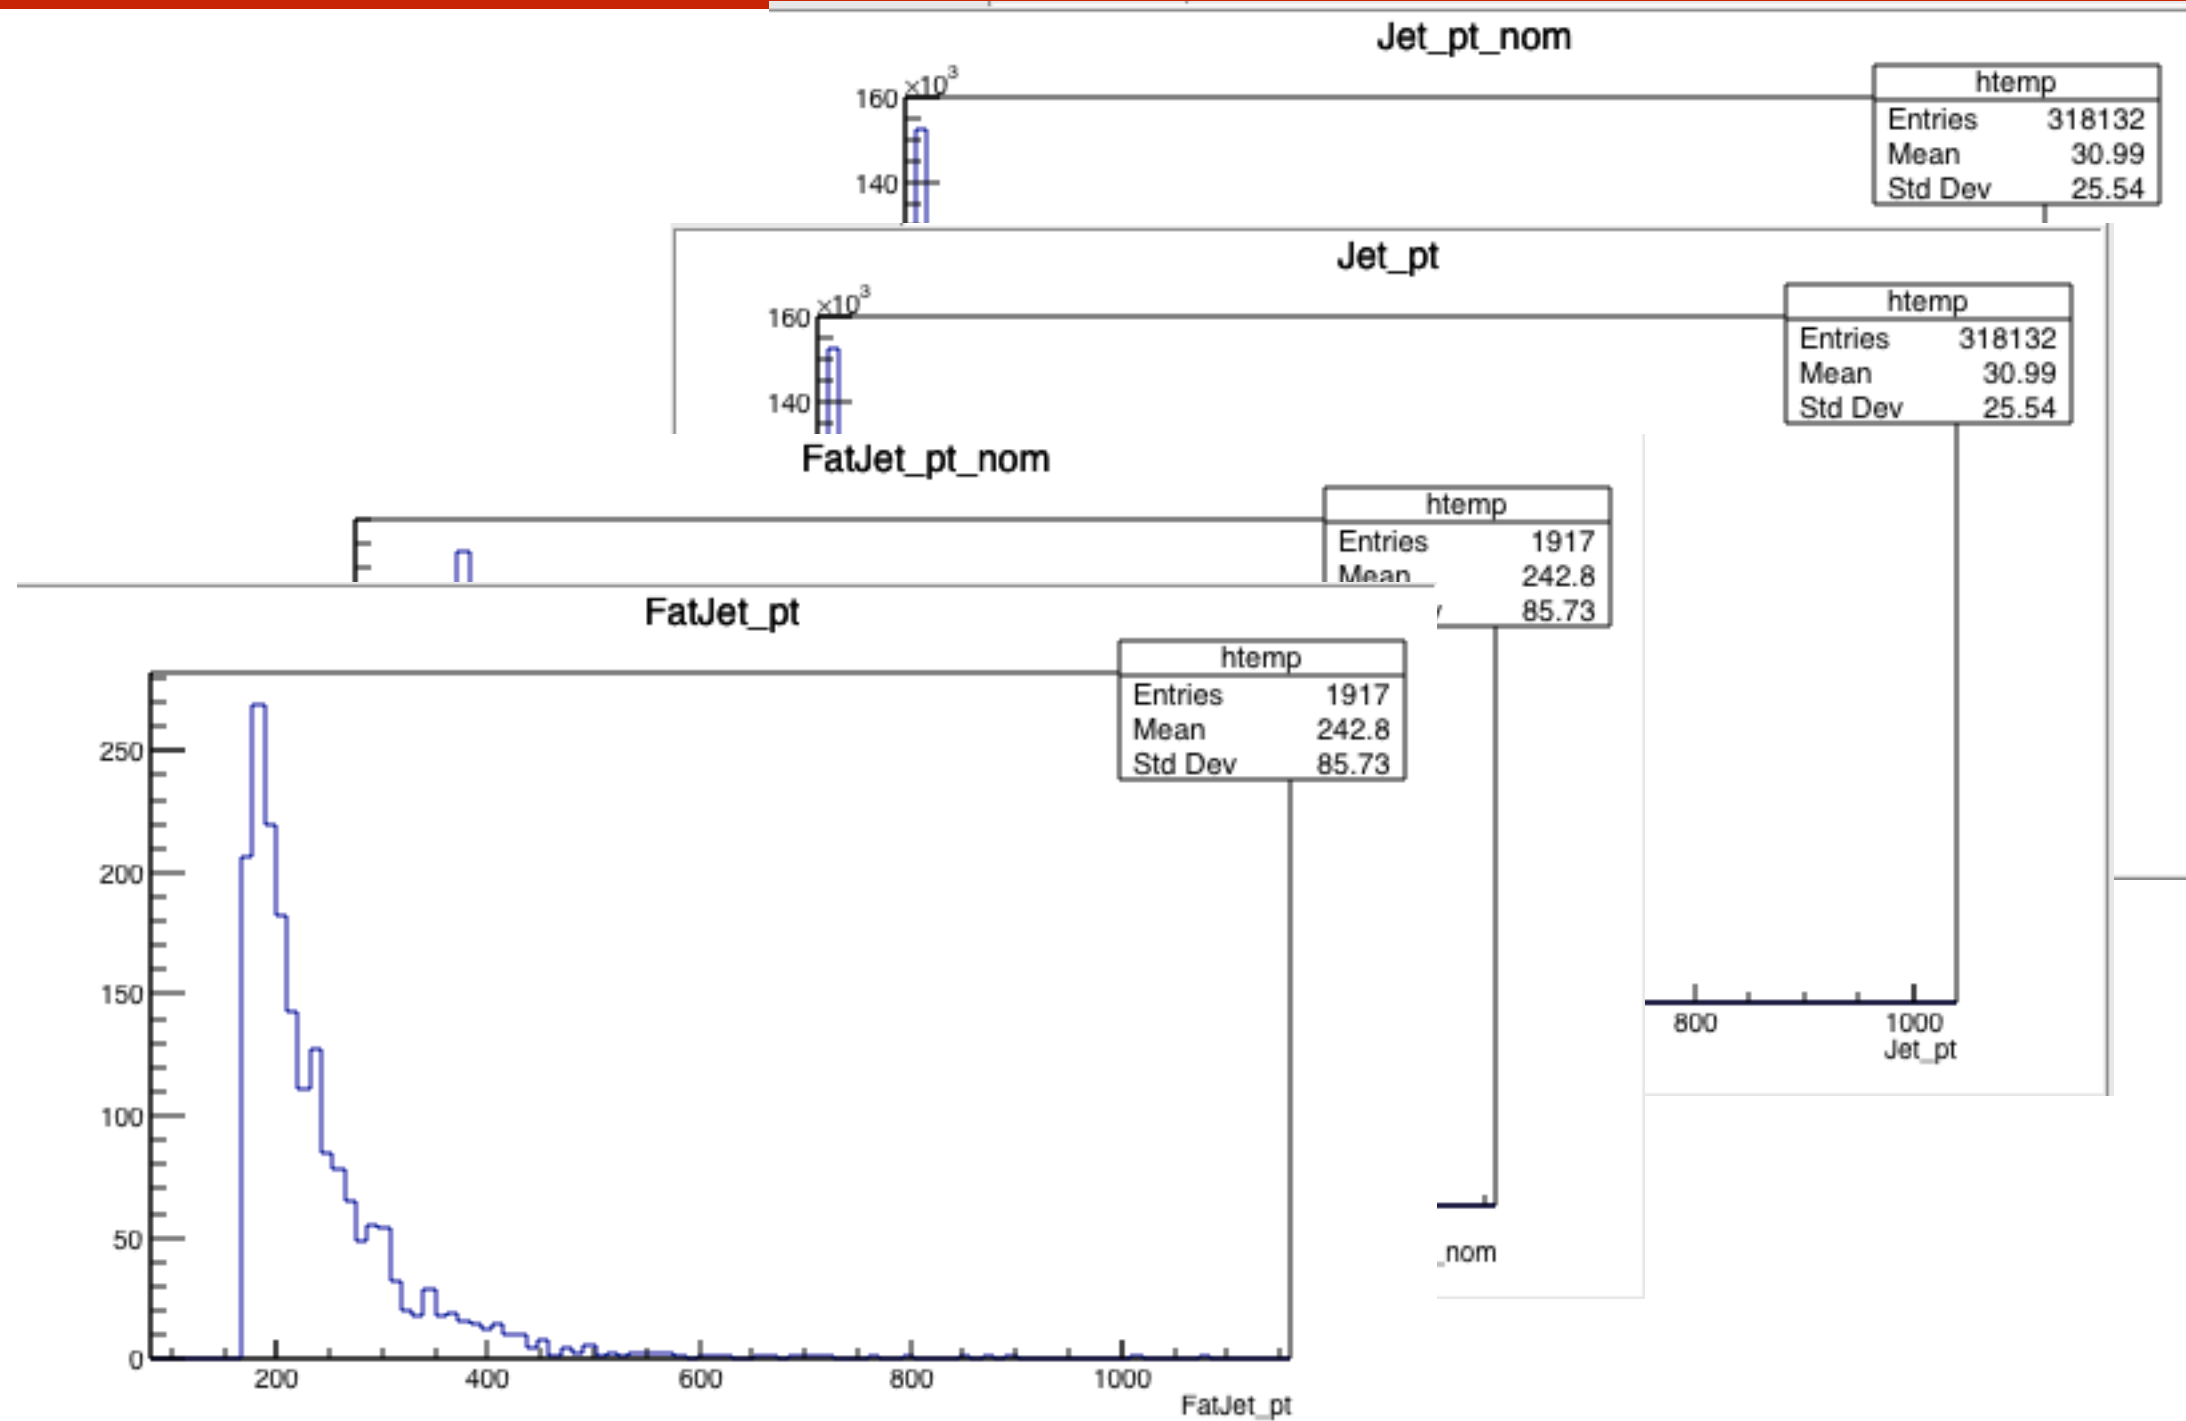 Jet_pt_nom
×10³
160
140
htemp
Entries 318132
Mean 30.99
Std Dev 25.54
Jet_pt
×10³
160
140
htemp
Entries 318132
Mean 30.99
Std Dev 25.54
800 1000
Jet_pt
FatJet_pt_nom
htemp
Entries 1917
Mean 242.8
85.73
_nom
FatJet_pt
htemp
Entries 1917
Mean 242.8
Std Dev 85.73
250
200
150
100
50
0
200 400 600 800 1000
FatJet_pt